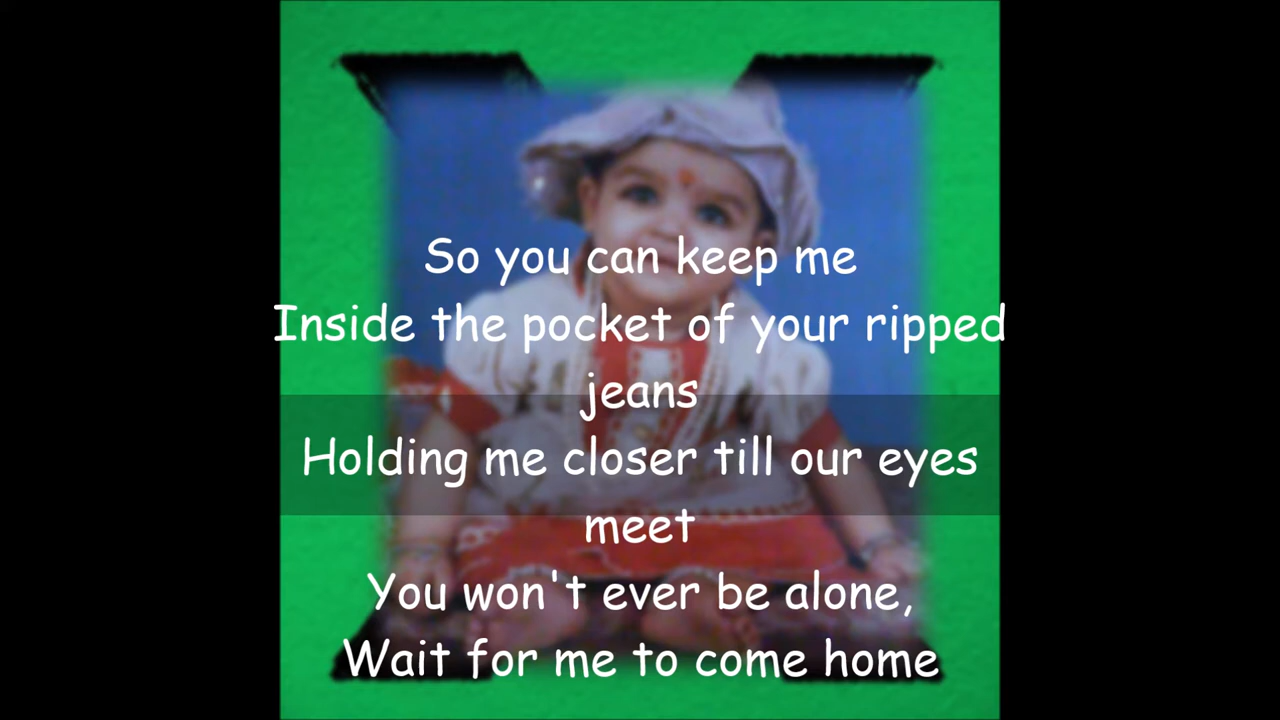 So you can keep me
Inside the pocket of your ripped
jeans
Holding me closer till our eyes
meet
You won't ever be alone,
Wait for me to come home